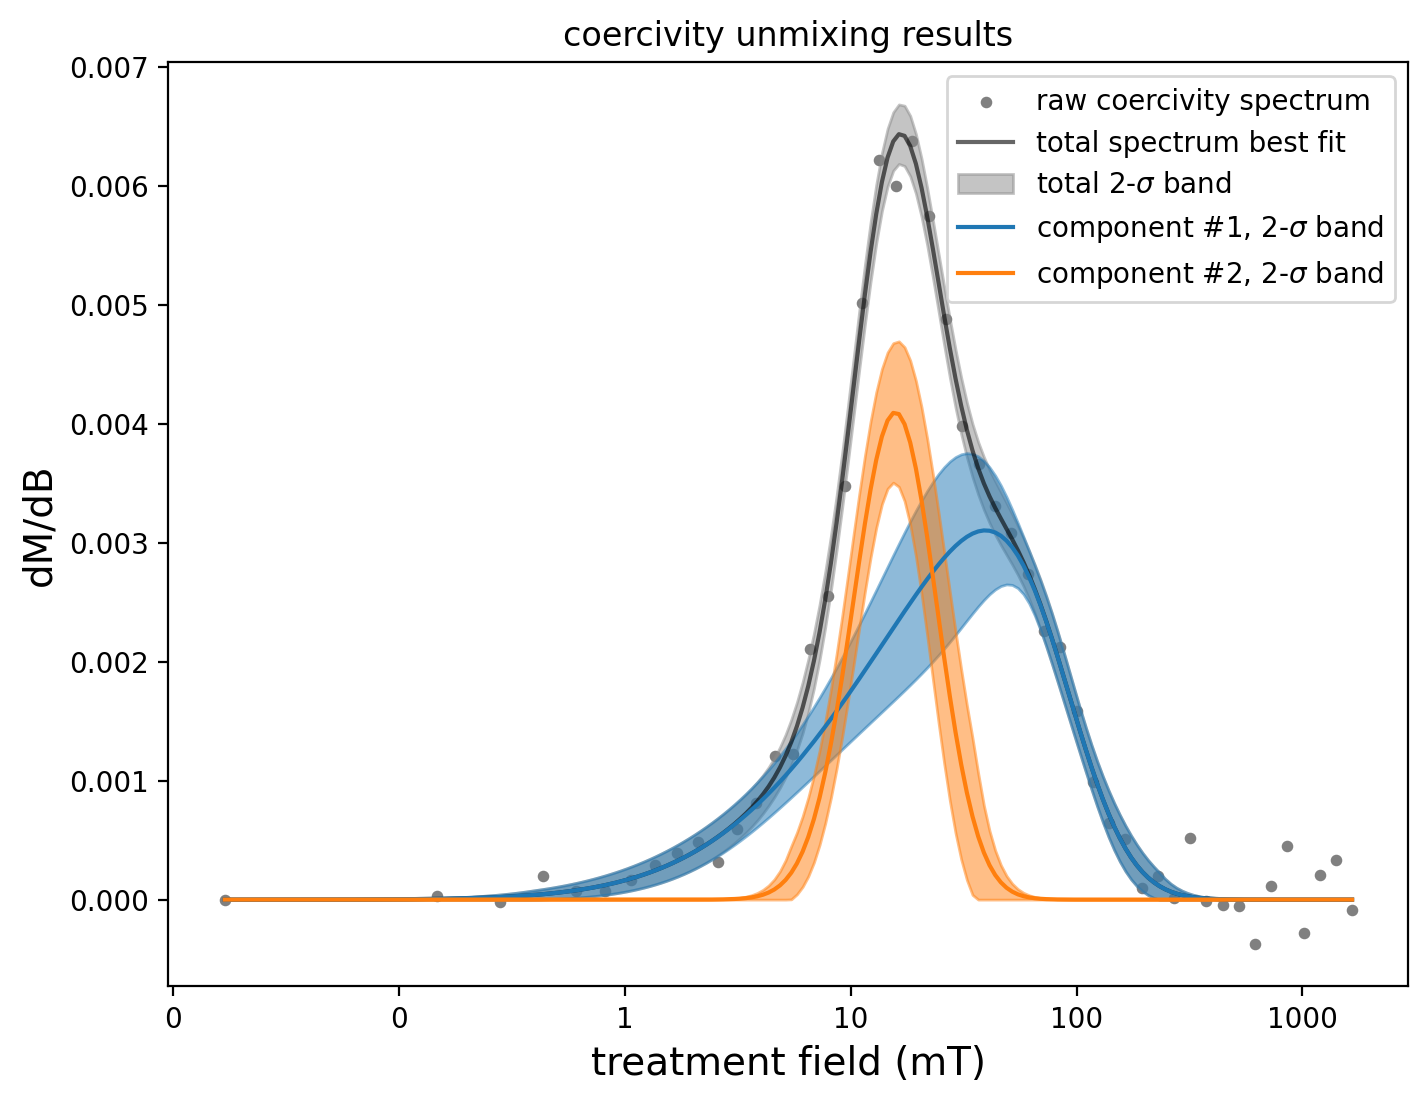 coercivity unmixing results
0.007
0.006
0.005
0.004
0.003
0.002
0.001
0.000
dM/dB
raw coercivity spectrum
total spectrum best fit
total 2-σ band
component #1, 2-σ band
component #2, 2-σ band
0 0 1 10 100 1000
treatment field (mT)